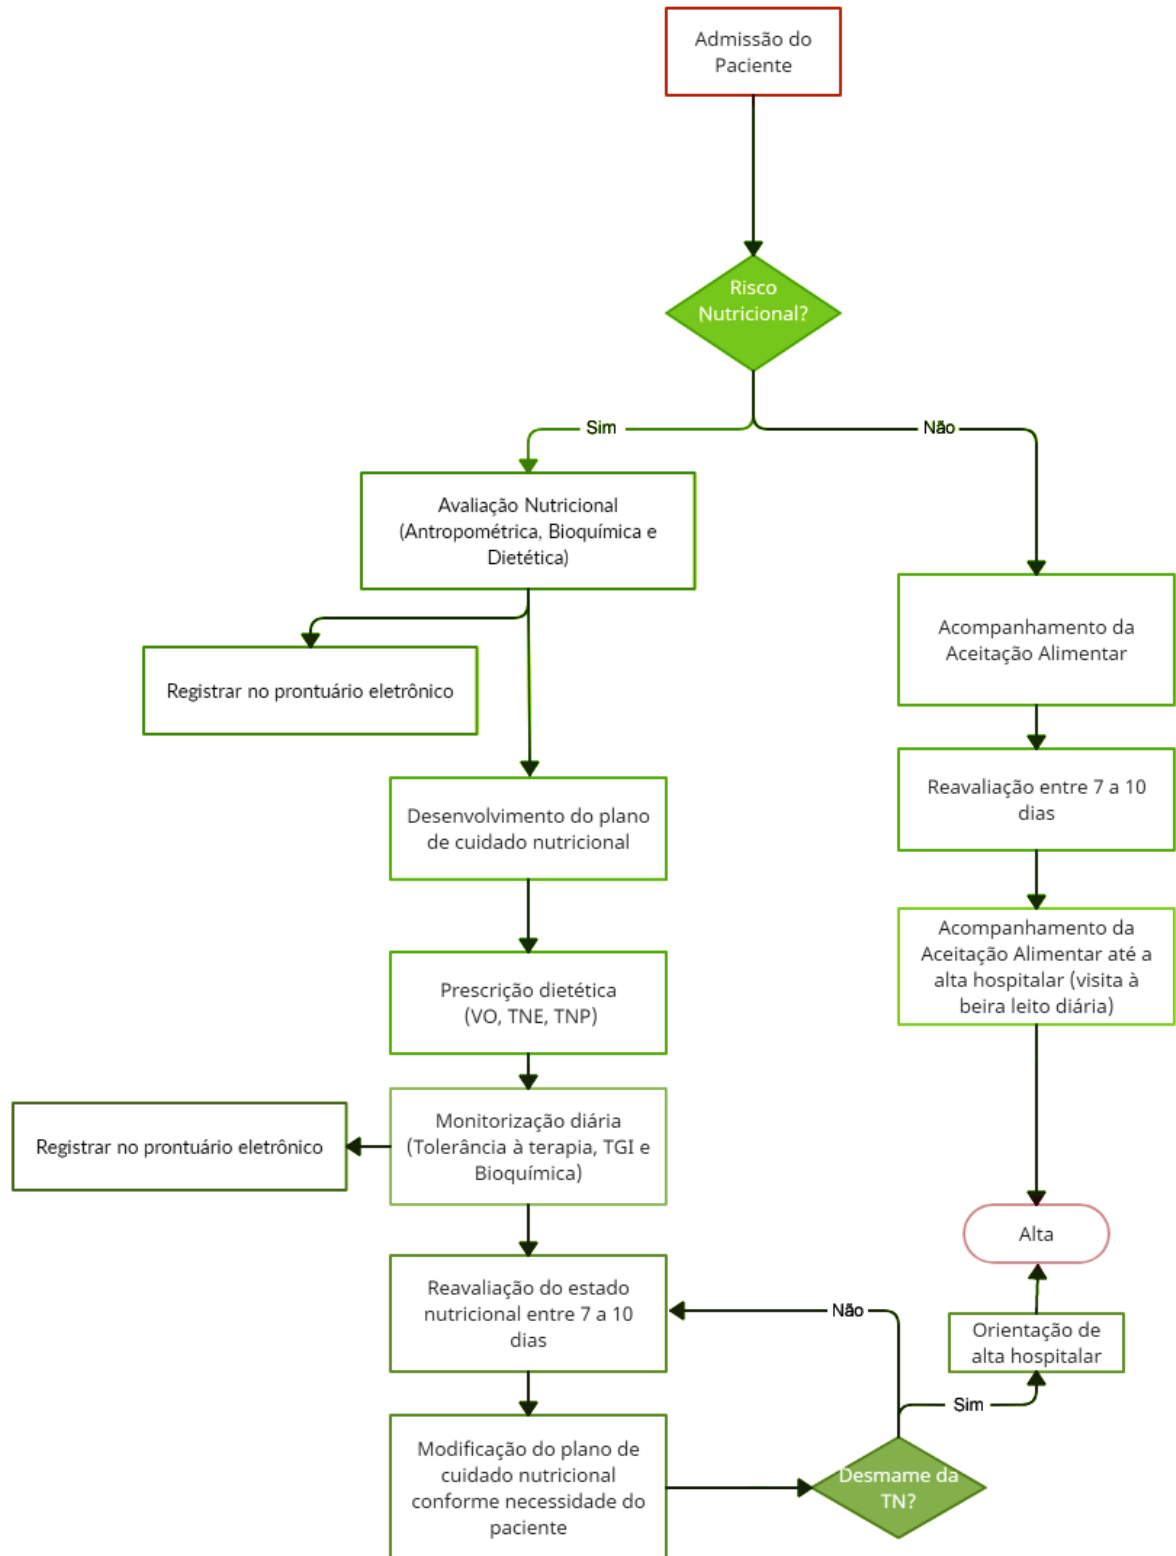 Admissão do
Paciente
Risco
Nutricional?
Sim
Não
Avaliação Nutricional
(Antropométrica, Bioquímica e
Dietética)
Registrar no prontuário eletrônico
Acompanhamento da
Aceitação Alimentar
Desenvolvimento do plano
de cuidado nutricional
Reavaliação entre 7 a 10
dias
Prescrição dietética
(VO, TNE, TNP)
Acompanhamento da
Aceitação Alimentar até a
alta hospitalar (visita à
beira leito diária)
Monitorização diária
(Tolerância à terapia, TGI e
Bioquímica)
Registrar no prontuário eletrônico
Alta
Reavaliação do estado
nutricional entre 7 a 10
dias
Não
Orientação de
alta hospitalar
Sim
Modificação do plano de
cuidado nutricional
conforme necessidade do
paciente
Desmame da
TN?